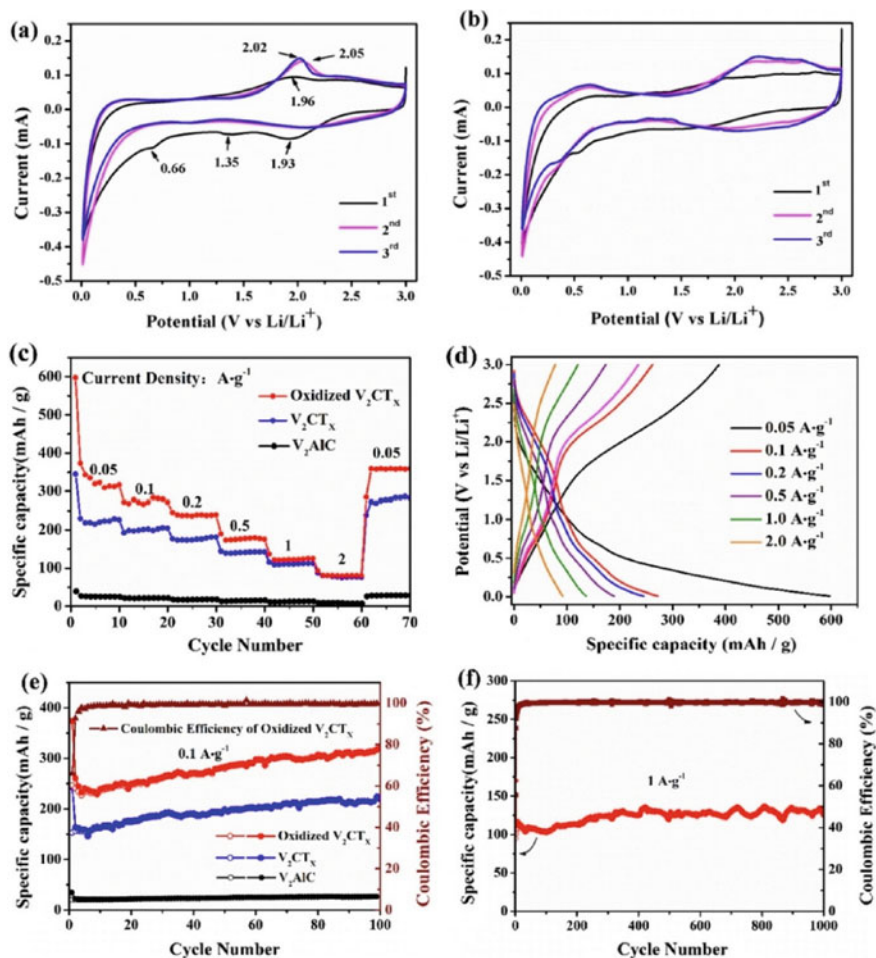 (a)
0.3
0.2
0.1
0.0
-0.1
-0.2
-0.3
-0.4
-0.5
Current (mA)
2.02
2.05
1.96
0.66
1.35
1.93
1st
2nd
3rd
0.0
0.5
1.0
1.5
2.0
2.5
3.0
Potential (V vs Li/Li+)
(b)
0.3
0.2
0.1
0.0
-0.1
-0.2
-0.3
-0.4
-0.5
Current (mA)
1st
2nd
3rd
0.0
0.5
1.0
1.5
2.0
2.5
3.0
Potential (V vs Li/Li+)
(c)
600
500
400
300
200
100
0
Specific capacity(mAh / g)
Current Density: A·g-1
Oxidized V2CTX
V2CTX
V2AlC
0.05
0.1
0.2
0.5
1
2
0.05
0
10
20
30
40
50
60
70
Cycle Number
(d)
3.0
2.5
2.0
1.5
1.0
0.5
0.0
Potential (V vs Li/Li+)
0.05 A·g-1
0.1 A·g-1
0.2 A·g-1
0.5 A·g-1
1.0 A·g-1
2.0 A·g-1
0
100
200
300
400
500
600
Specific capacity (mAh / g)
(e)
400
300
200
100
0
Specific capacity(mAh / g)
Coulombic Efficiency of Oxidized V2CTX
0.1 A·g-1
Oxidized V2CTX
V2CTX
V2AlC
100
80
60
40
20
0
Coulombic Efficiency (%)
0
20
40
60
80
100
Cycle Number
(f)
300
275
250
225
200
175
150
125
100
75
50
25
0
Specific capacity(mAh / g)
1 A·g-1
100
80
60
40
20
0
Coulombic Efficiency (%)
0
200
400
600
800
1000
Cycle Number